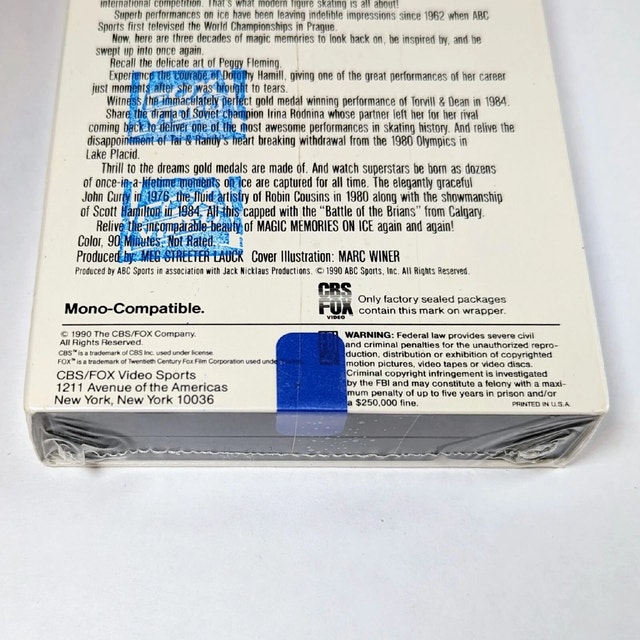 international competition. That's what modern figure skating is all about!
Superb performances on ice have been leaving indelible impressions since 1962 when ABC
Sports first televised the World Championships in Prague.
Now, here are three decades of magic memories to look back on, be inspired by, and be
swept up into once again.
Recall the delicate art of Peggy Fleming.
Experience the courage of Dorothy Hamill, giving one of the great performances of her career
just moments after she was bought to tears.
Witness the immaculately perfect gold medal winning performance of Torvill & Dean in 1984.
Share the drama of Soviet champion Irina Rodnina whose partner left her for her rival
coming back to deliver one of the most awesome performances in skating history. And relive the
disappointment of Tai & Randy's heart breaking withdrawal from the 1980 Olympics in
Lake Placid.
Thrill to the dreams gold medals are made of. And watch superstars be born as dozens
of once-in-a-lifetime moments on ice are captured for all time. The elegantly graceful
John Curry in 1976, the fluid artistry of Robin Cousins in 1980 along with the showmanship
of Scott Hamilton in 1984. All this capped with the "Battle of the Brians" from Calgary.
Relive the incomparable beauty of MAGIC MEMORIES ON ICE again and again!
Color, 90 Minutes. Not Rated.
Produced by: MEG STREETER LAUCK Cover Illustration: MARC WINER
Produced by ABC Sports in association with Jack Nicklaus Productions. © 1990 ABC Sports, Inc. All Rights Reserved.
Mono-Compatible.
CBS
FOX
VIDEO
Only factory sealed packages
contain this mark on wrapper.
© 1990 The CBS/FOX Company.
All Rights Reserved.
CBS™ is a trademark of CBS Inc. used under license.
FOX™ is a trademark of Twentieth Century Fox Film Corporation used under
CBS/FOX Video Sports
1211 Avenue of the Americas
New York, New York 10036
WARNING: Federal law provides severe civil
and criminal penalties for the unauthorized repro-
duction, distribution or exhibition of copyrighted
motion pictures, video tapes or video discs.
Criminal copyright infringement is investigated
by the FBI and may constitute a felony with a maxi-
mum penalty of up to five years in prison and/or
a $250,000 fine.
PRINTED IN U.S.A.